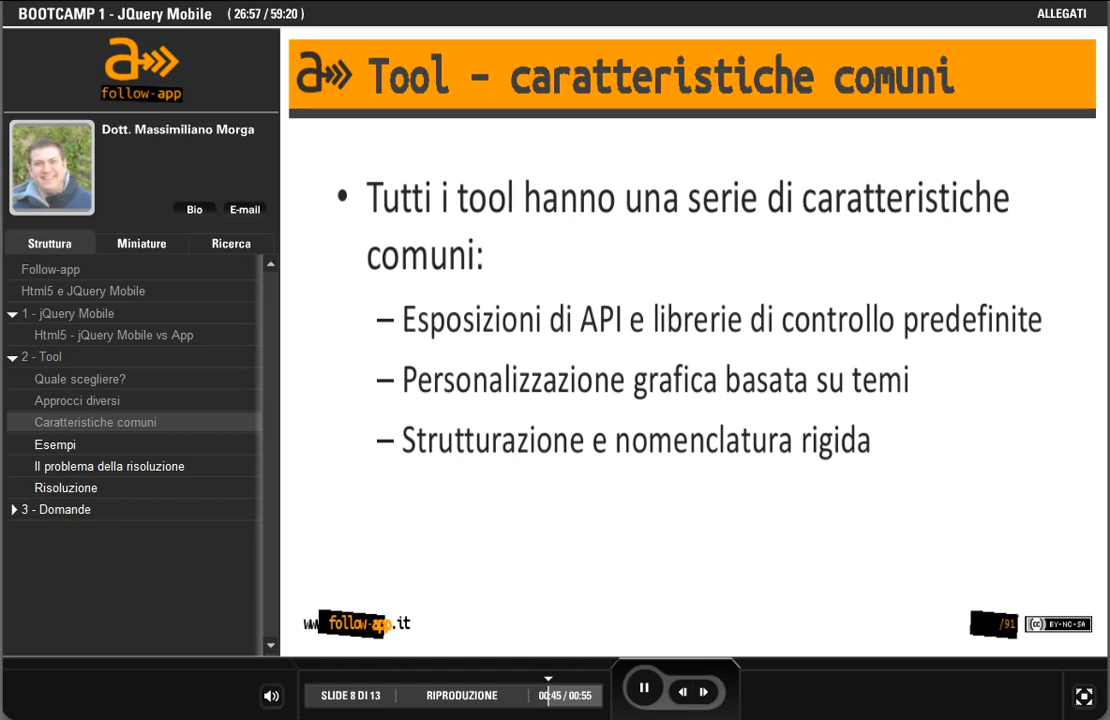 BOOTCAMP 1 - JQuery Mobile ( 26:57 / 59:20 )
ALLEGATI
a
follow-app
Dott. Massimiliano Morga
Bio E-mail
Struttura Miniature Ricerca
Follow-app
Html5 e JQuery Mobile
1 - jQuery Mobile
Html5 - jQuery Mobile vs App
2 - Tool
Quale scegliere?
Approcci diversi
Caratteristiche comuni
Esempi
Il problema della risoluzione
Risoluzione
3 - Domande
a Tool - caratteristiche comuni
• Tutti i tool hanno una serie di caratteristiche
comuni:
– Esposizioni di API e librerie di controllo predefinite
– Personalizzazione grafica basata su temi
– Strutturazione e nomenclatura rigida
www.follow-app.it
/91
cc BY-NC-SA
SLIDE 8 DI 13 RIPRODUZIONE 00:45 / 00:55